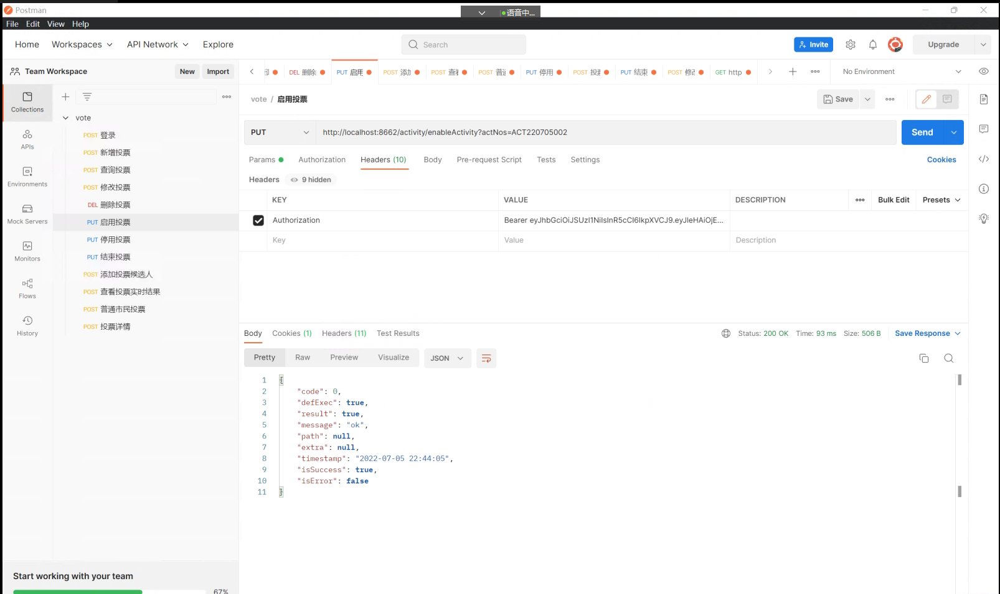 Postman
语音中...
File Edit View Help
Home Workspaces API Network Explore
Search
Invite
Upgrade
Team Workspace
New Import
DEL 删除
PUT 启用
POST 添加
POST 查看
POST 普通
PUT 停用
POST 投票
PUT 结束
POST 修改
GET http
No Environment
Collections
APIs
Environments
Mock Servers
Monitors
Flows
History
vote
POST 登录
POST 新增投票
POST 查询投票
POST 修改投票
DEL 删除投票
PUT 启用投票
PUT 停用投票
PUT 结束投票
POST 添加投票候选人
POST 查看投票实时结果
POST 普通市民投票
POST 投票详情
Start working with your team
67%
vote / 启用投票
Save
PUT http://localhost:8662/activity/enableActivity?actNos=ACT220705002
Send
Params Authorization Headers (10) Body Pre-request Script Tests Settings Cookies
Headers 9 hidden
KEY VALUE DESCRIPTION Bulk Edit Presets
Authorization Bearer eyJhbGciOiJSUzI1NiIsInR5cCI6IkpXVCJ9.eyJleHAiOjE...
Key Value Description
Body Cookies (1) Headers (11) Test Results
Status: 200 OK Time: 93 ms Size: 506 B Save Response
Pretty Raw Preview Visualize JSON
1 {
2 "code": 0,
3 "defExec": true,
4 "result": true,
5 "message": "ok",
6 "path": null,
7 "extra": null,
8 "timestamp": "2022-07-05 22:44:05",
9 "isSuccess": true,
10 "isError": false
11 }